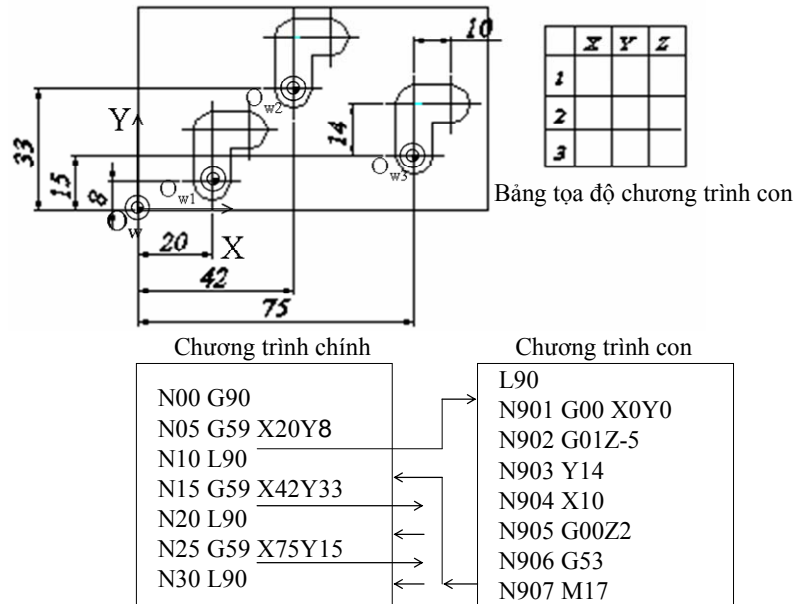 10
X Y Z
1
2
3
O w2
Y
33
15
8
14
O w1
O w3
O w
X
20
42
75
Bảng tọa độ chương trình con
Chương trình chính
N00 G90
N05 G59 X20Y8
N10 L90
N15 G59 X42Y33
N20 L90
N25 G59 X75Y15
N30 L90
Chương trình con
L90
N901 G00 X0Y0
N902 G01Z-5
N903 Y14
N904 X10
N905 G00Z2
N906 G53
N907 M17